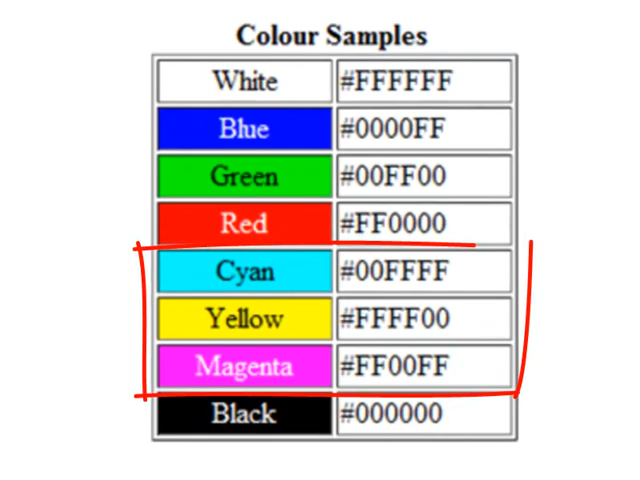 Colour Samples
White #FFFFFF
Blue #0000FF
Green #00FF00
Red #FF0000
Cyan #00FFFF
Yellow #FFFF00
Magenta #FF00FF
Black #000000